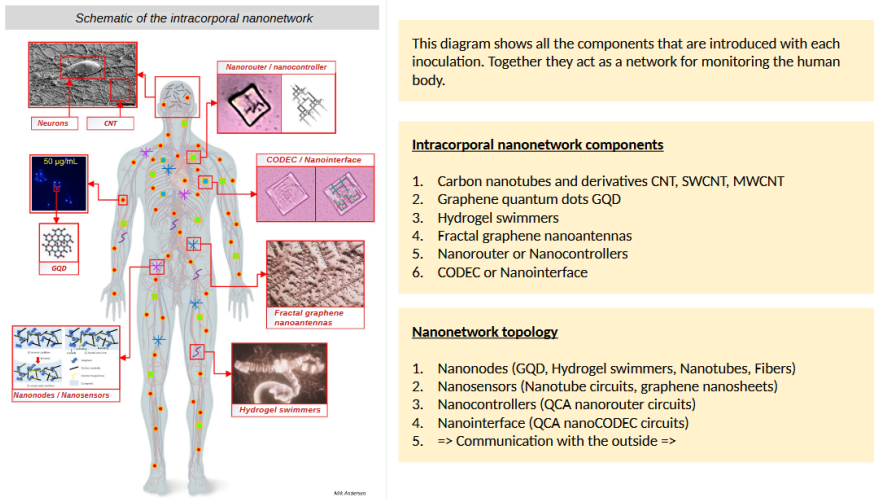 Schematic of the intracorporal nanonetwork
Neurons
CNT
Nanorouter / nanocontroller
50 µg/mL
CODEC / Nanointerface
GQD
Fractal graphene
nanoantennas
Nanonodes / Nanosensors
Hydrogel swimmers
Mik Andersen
This diagram shows all the components that are introduced with each
inoculation. Together they act as a network for monitoring the human
body.
Intracorporal nanonetwork components
1. Carbon nanotubes and derivatives CNT, SWCNT, MWCNT
2. Graphene quantum dots GQD
3. Hydrogel swimmers
4. Fractal graphene nanoantennas
5. Nanorouter or Nanocontrollers
6. CODEC or Nanointerface
Nanonetwork topology
1. Nanonodes (GQD, Hydrogel swimmers, Nanotubes, Fibers)
2. Nanosensors (Nanotube circuits, graphene nanosheets)
3. Nanocontrollers (QCA nanorouter circuits)
4. Nanointerface (QCA nanoCODEC circuits)
5. => Communication with the outside =>